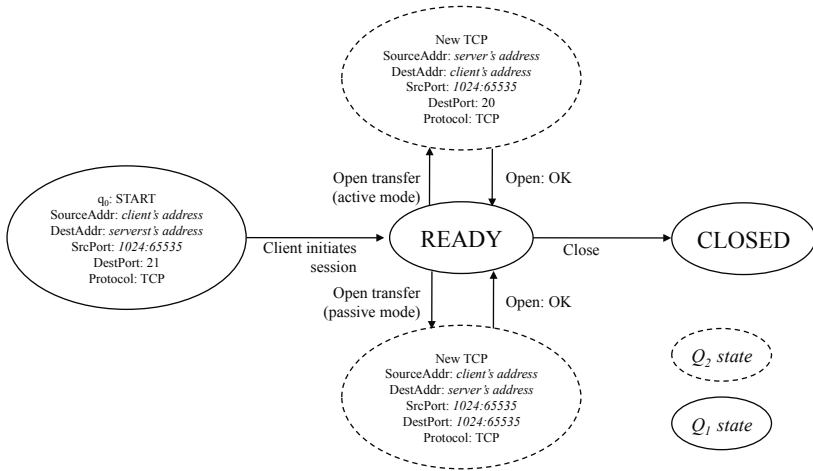 New TCP
SourceAddr: server's address
DestAddr: client's address
SrcPort: 1024:65535
DestPort: 20
Protocol: TCP
Open transfer
(active mode)
Open: OK
q0: START
SourceAddr: client's address
DestAddr: serverst's address
SrcPort: 1024:65535
DestPort: 21
Protocol: TCP
Client initiates
session
READY
Close
CLOSED
Open transfer
(passive mode)
Open: OK
New TCP
SourceAddr: client's address
DestAddr: server's address
SrcPort: 1024:65535
DestPort: 1024:65535
Protocol: TCP
Q2 state
Q1 state